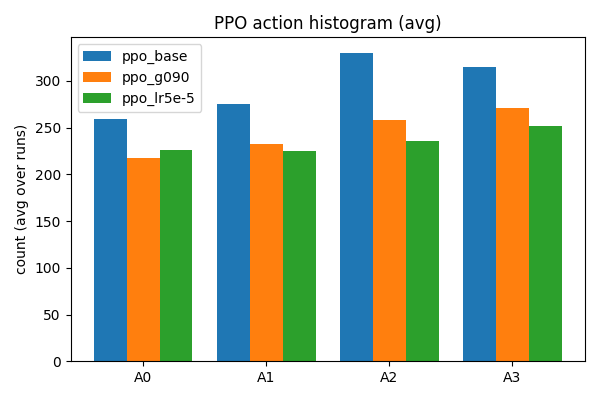 PPO action histogram (avg)
ppo_base
ppo_g090
ppo_lr5e-5
count (avg over runs)
300
250
200
150
100
50
0
A0 A1 A2 A3